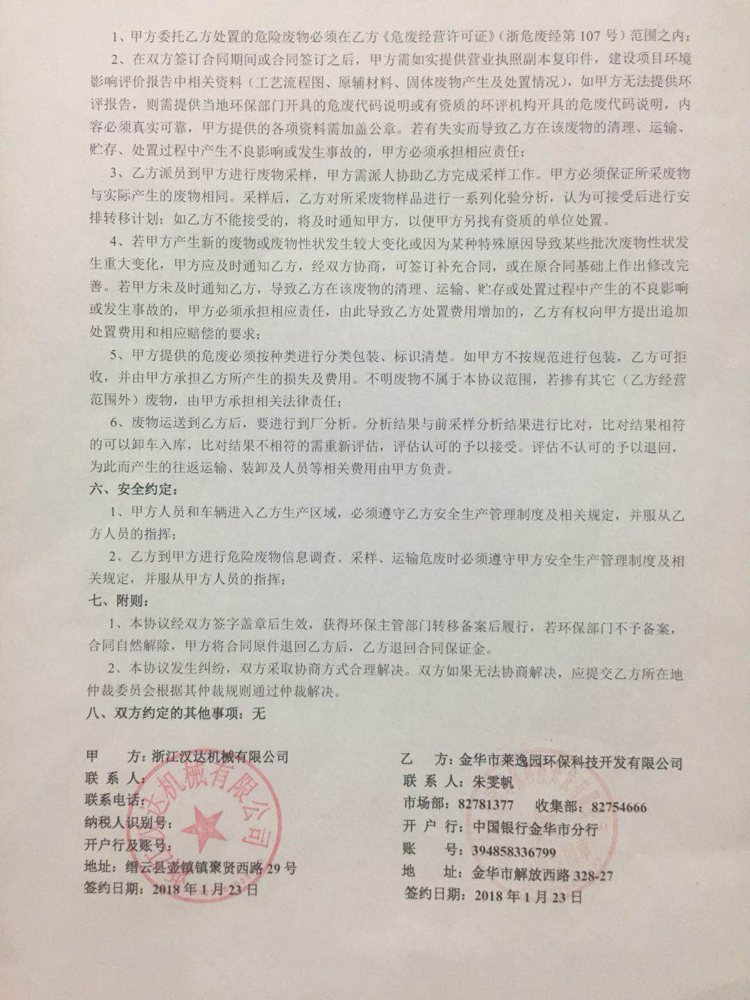 1、甲方委托乙方处置的危险废物必须在乙方《危废经营许可证》（浙危废经第 107 号）范围之内；
2、在双方签订合同期间或合同签订之后，甲方需如实提供营业执照副本复印件，建设项目环境
影响评价报告中相关资料（工艺流程图、原辅材料、固体废物产生及处置情况），如甲方无法提供环
评报告，则需提供当地环保部门开具的危废代码说明或有资质的环评机构开具的危废代码说明，内
容必须真实可靠，甲方提供的各项资料需加盖公章。若有失实而导致乙方在该废物的清理、运输、
贮存、处置过程中产生不良影响或发生事故的，甲方必须承担相应责任；
3、乙方派员到甲方进行废物采样，甲方需派人协助乙方完成采样工作。甲方必须保证所采废物
与实际产生的废物相同。采样后，乙方对所采废物样品进行一系列化验分析，认为可接受后进行安
排转移计划；如乙方不能接受的，将及时通知甲方，以便甲方另找有资质的单位处置。
4、若甲方产生新的废物或废物性状发生较大变化或因为某种特殊原因导致某些批次废物性状发
生重大变化，甲方应及时通知乙方，经双方协商，可签订补充合同，或在原合同基础上作出修改完
善。若甲方未及时通知乙方，导致乙方在该废物的清理、运输、贮存或处置过程中产生的不良影响
或发生事故的，甲方必须承担相应责任，由此导致乙方处置费用增加的，乙方有权向甲方提出追加
处置费用和相应赔偿的要求；
5、甲方提供的危废必须按种类进行分类包装、标识清楚。如甲方不按规范进行包装，乙方可拒
收，并由甲方承担乙方所产生的损失及费用。不明废物不属于本协议范围，若掺有其它（乙方经营
范围外）废物，由甲方承担相关法律责任；
6、废物运送到乙方后，要进行到厂分析。分析结果与前采样分析结果进行比对，比对结果相符
的可以卸车入库，比对结果不相符的需重新评估，评估认可的予以接受。评估不认可的予以退回，
为此而产生的往返运输、装卸及人员等相关费用由甲方负责。
六、安全约定：
1、甲方人员和车辆进入乙方生产区域，必须遵守乙方安全生产管理制度及相关规定，并服从乙
方人员的指挥；
2、乙方到甲方进行危险废物信息调查、采样、运输危废时必须遵守甲方安全生产管理制度及相
关规定，并服从甲方人员的指挥；
七、附则：
1、本协议经双方签字盖章后生效，获得环保主管部门转移备案后履行，若环保部门不予备案，
合同自然解除，甲方将合同原件退回乙方后，乙方退回合同保证金。
2、本协议发生纠纷，双方采取协商方式合理解决。双方如果无法协商解决，应提交乙方所在地
仲裁委员会根据其仲裁规则通过仲裁解决。
八、双方约定的其他事项：无
甲 方：浙江汉达机械有限公司
联 系 人：
联系电话：
纳税人识别号：
开户行及账号：
地址：缙云县壶镇镇聚贤西路 29 号
签约日期：2018 年 1 月 23 日
乙 方：金华市莱逸园环保科技开发有限公司
联 系 人：朱雯帆
市场部：82781377 收集部：82754666
开 户 行：中国银行金华市分行
账 号：394858336799
地 址：金华市解放西路 328-27
签约日期：2018 年 1 月 23 日